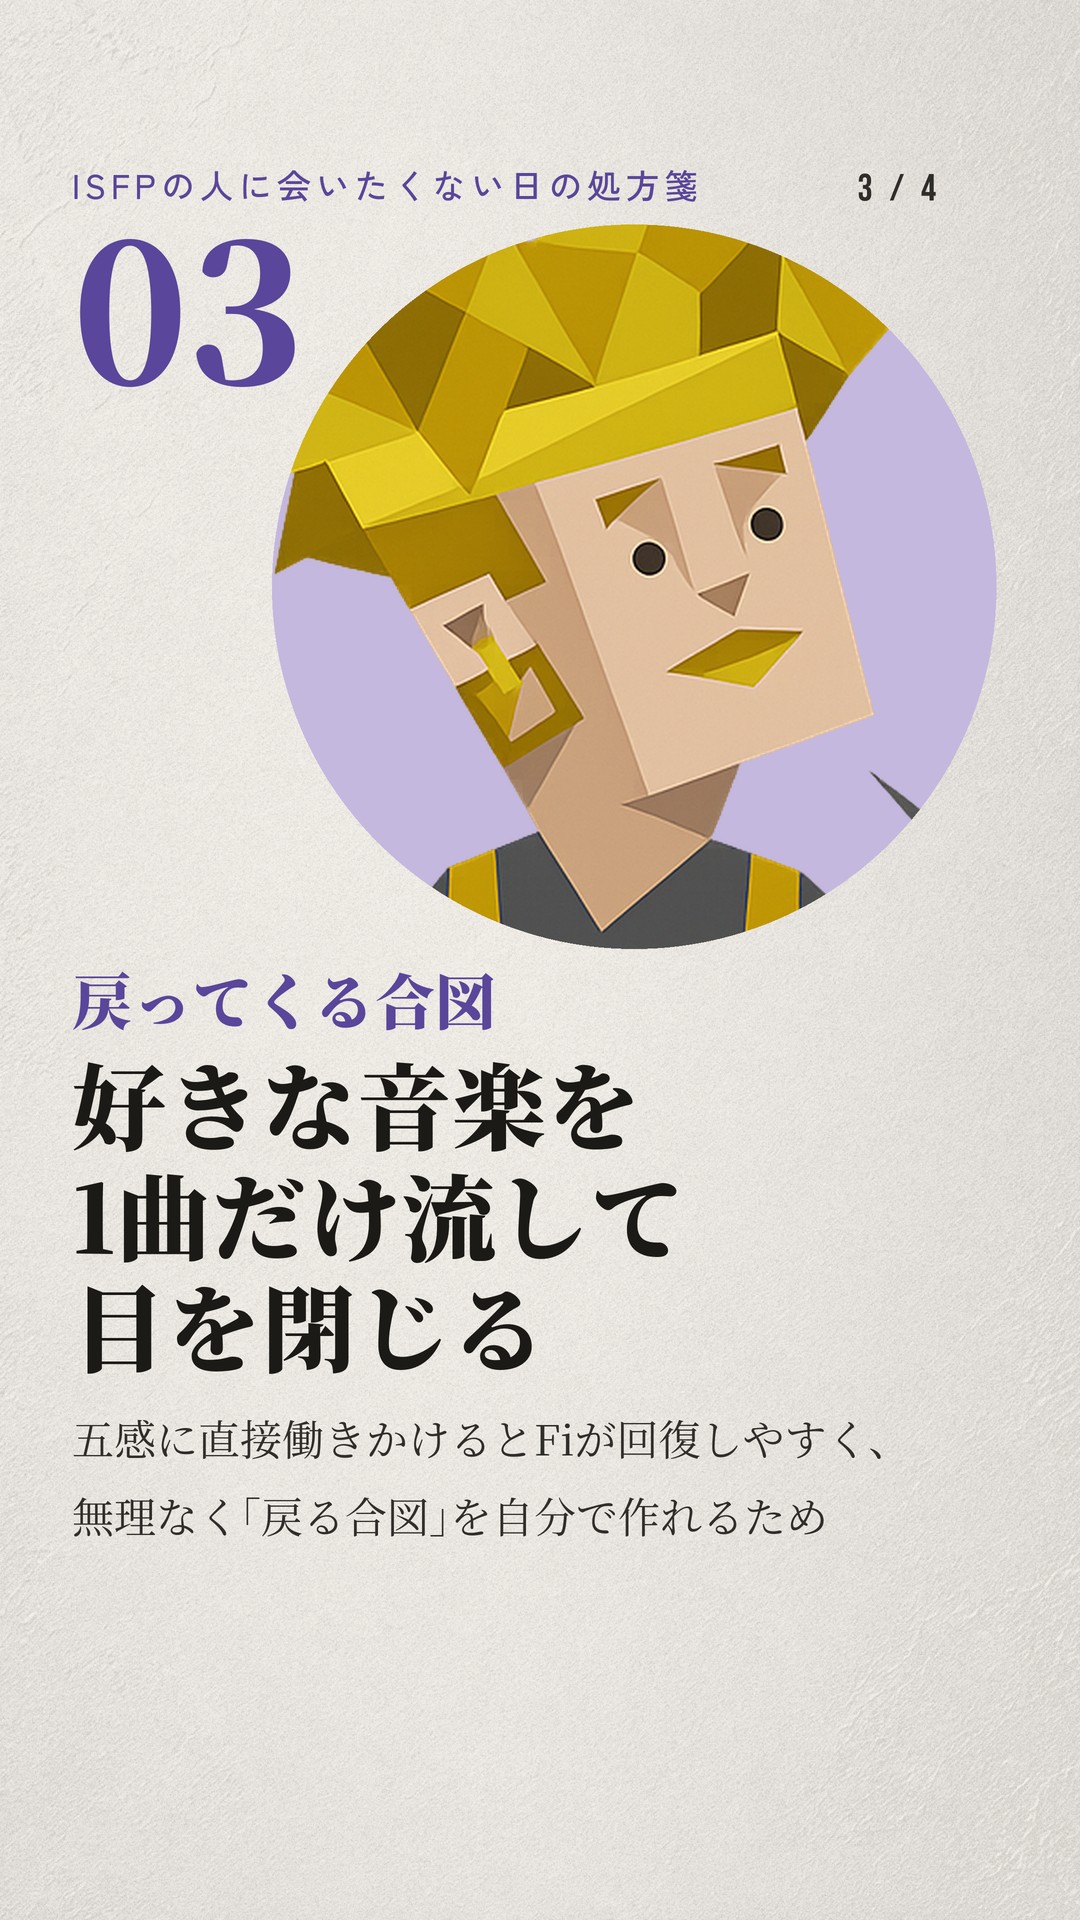 ISFPの人に会いたくない日の処方箋
3 / 4
03
戻ってくる合図
好きな音楽を
1曲だけ流して
目を閉じる
五感に直接働きかけるとFiが回復しやすく、
無理なく「戻る合図」を自分で作れるため